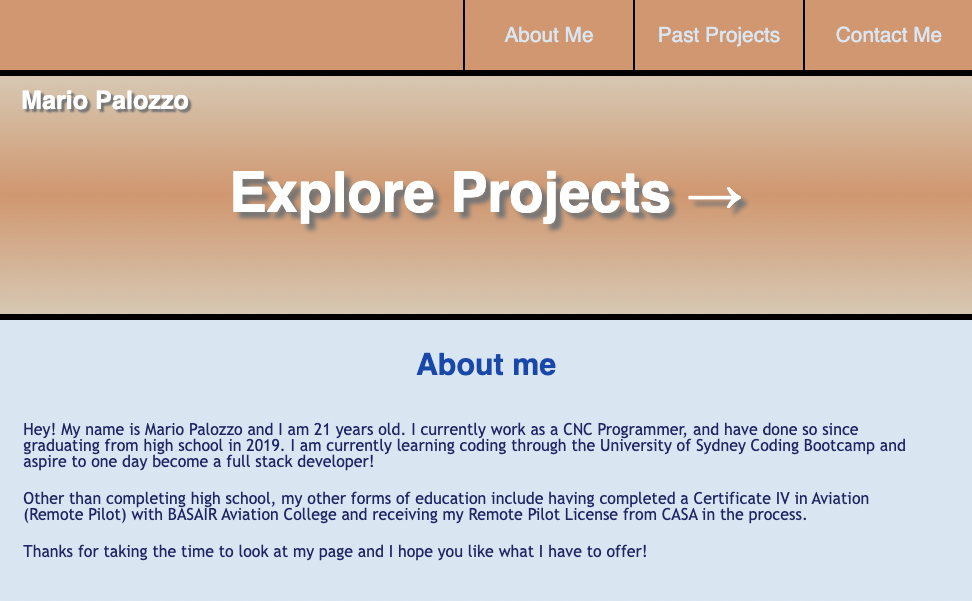 About Me
Past Projects
Contact Me
Mario Palozzo
Explore Projects →
About me
Hey! My name is Mario Palozzo and I am 21 years old. I currently work as a CNC Programmer, and have done so since
graduating from high school in 2019. I am currently learning coding through the University of Sydney Coding Bootcamp and
aspire to one day become a full stack developer!
Other than completing high school, my other forms of education include having completed a Certificate IV in Aviation
(Remote Pilot) with BASAIR Aviation College and receiving my Remote Pilot License from CASA in the process.
Thanks for taking the time to look at my page and I hope you like what I have to offer!